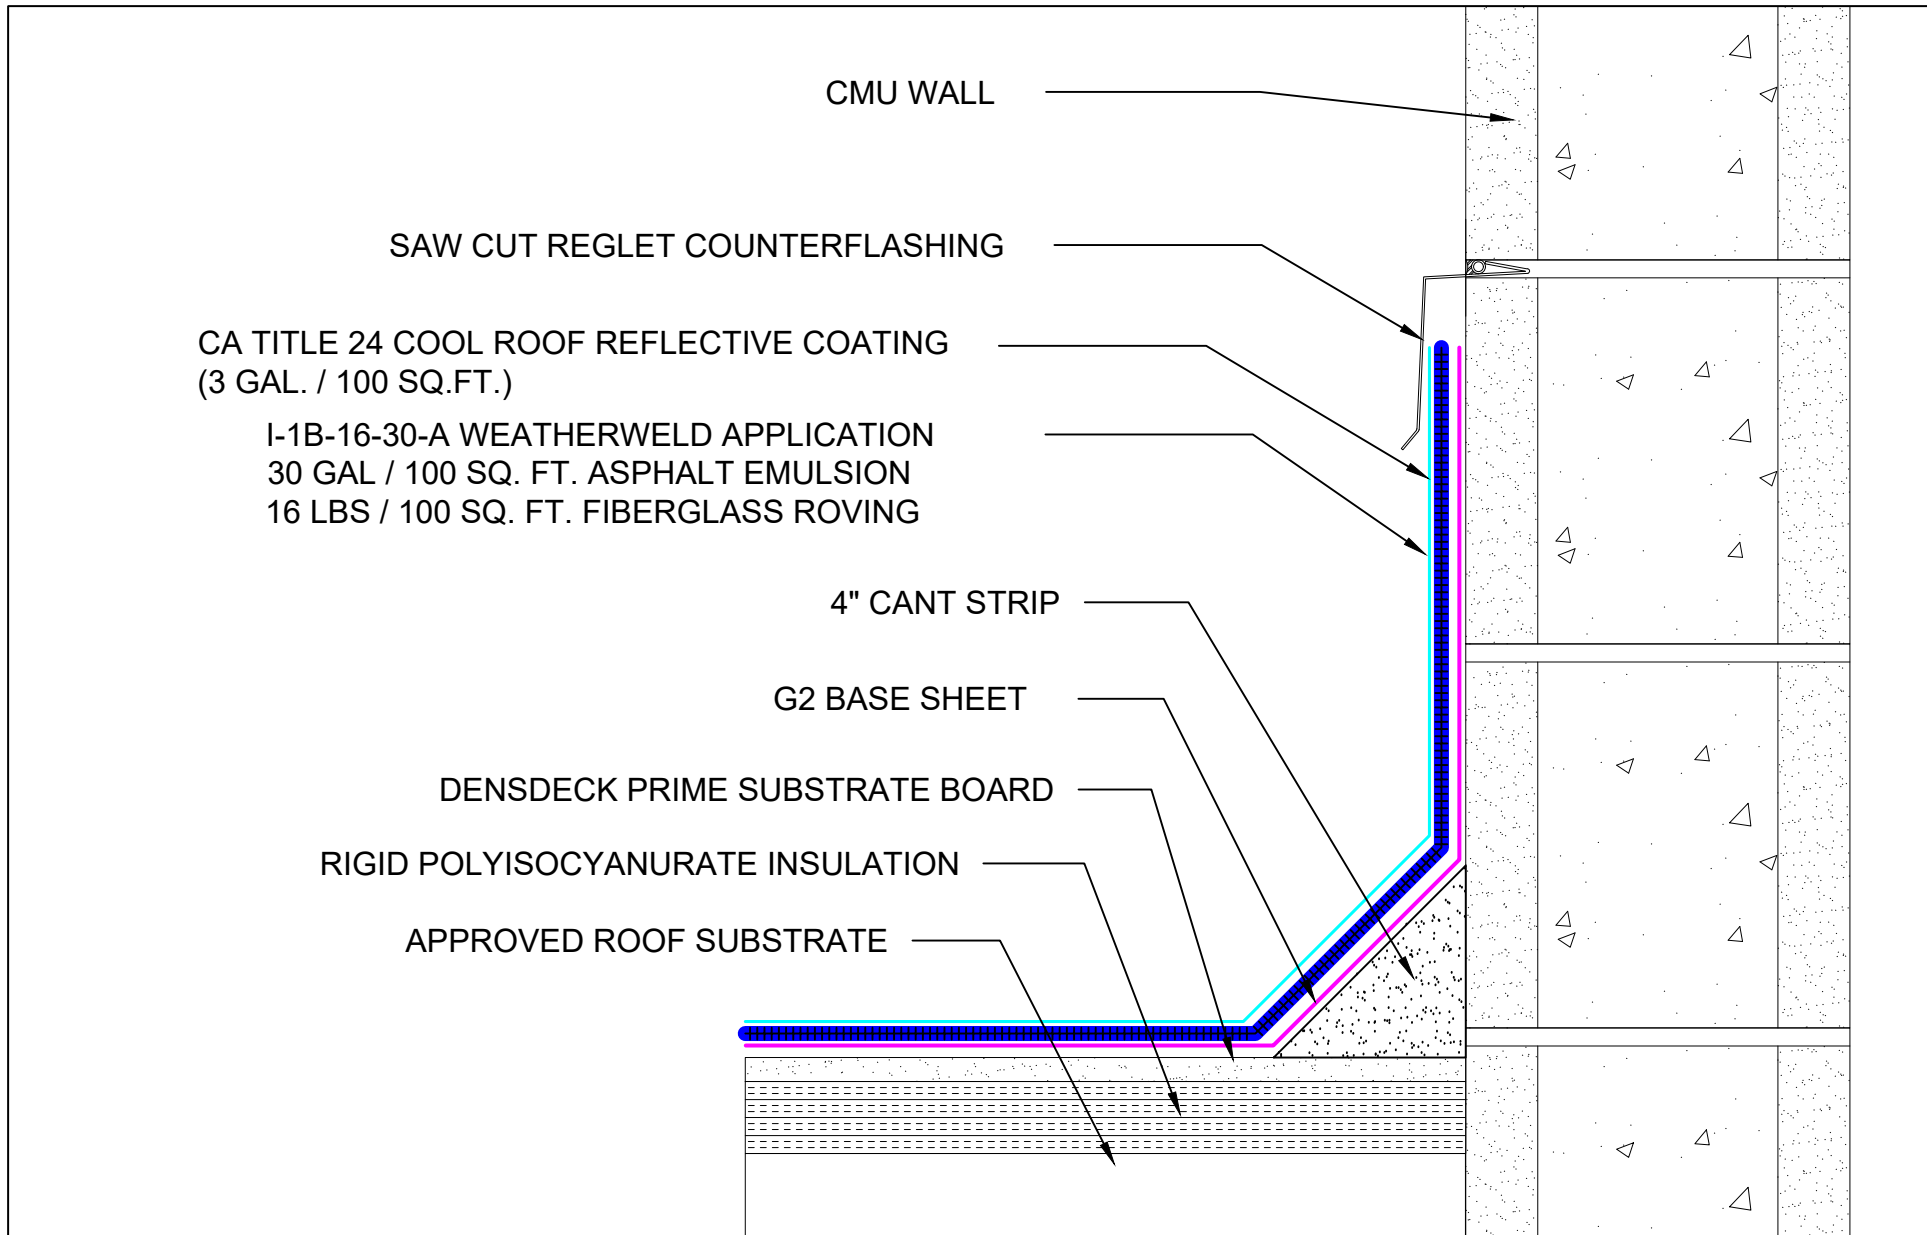 CMU WALL
SAW CUT REGLET COUNTERFLASHING
CA TITLE 24 COOL ROOF REFLECTIVE COATING
(3 GAL. / 100 SQ.FT.)
I-1B-16-30-A WEATHERWELD APPLICATION
30 GAL / 100 SQ. FT. ASPHALT EMULSION
16 LBS / 100 SQ. FT. FIBERGLASS ROVING
4" CANT STRIP
G2 BASE SHEET
DENSDECK PRIME SUBSTRATE BOARD
RIGID POLYISOCYANURATE INSULATION
APPROVED ROOF SUBSTRATE